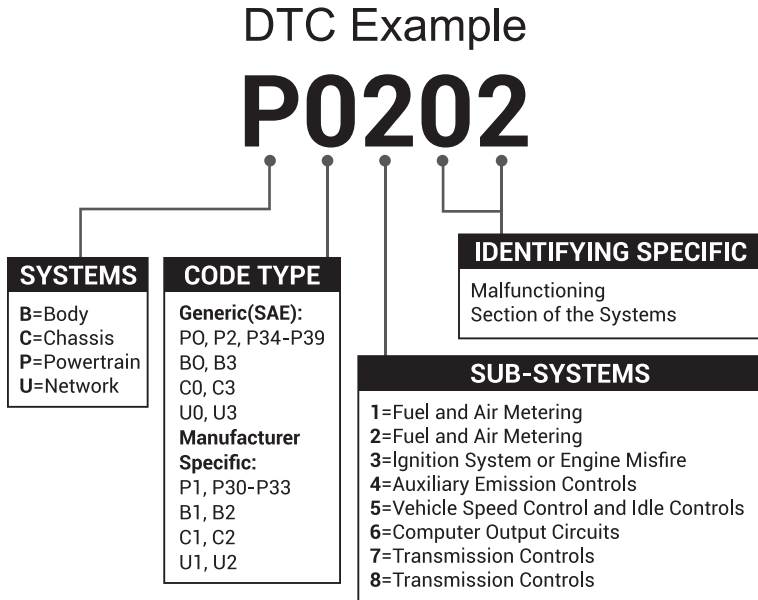 DTC Example
P0202
SYSTEMS
B=Body
C=Chassis
P=Powertrain
U=Network
CODE TYPE
Generic(SAE):
PO, P2, P34-P39
BO, B3
C0, C3
U0, U3
Manufacturer
Specific:
P1, P30-P33
B1, B2
C1, C2
U1, U2
IDENTIFYING SPECIFIC
Malfunctioning
Section of the Systems
SUB-SYSTEMS
1=Fuel and Air Metering
2=Fuel and Air Metering
3=Ignition System or Engine Misfire
4=Auxiliary Emission Controls
5=Vehicle Speed Control and Idle Controls
6=Computer Output Circuits
7=Transmission Controls
8=Transmission Controls